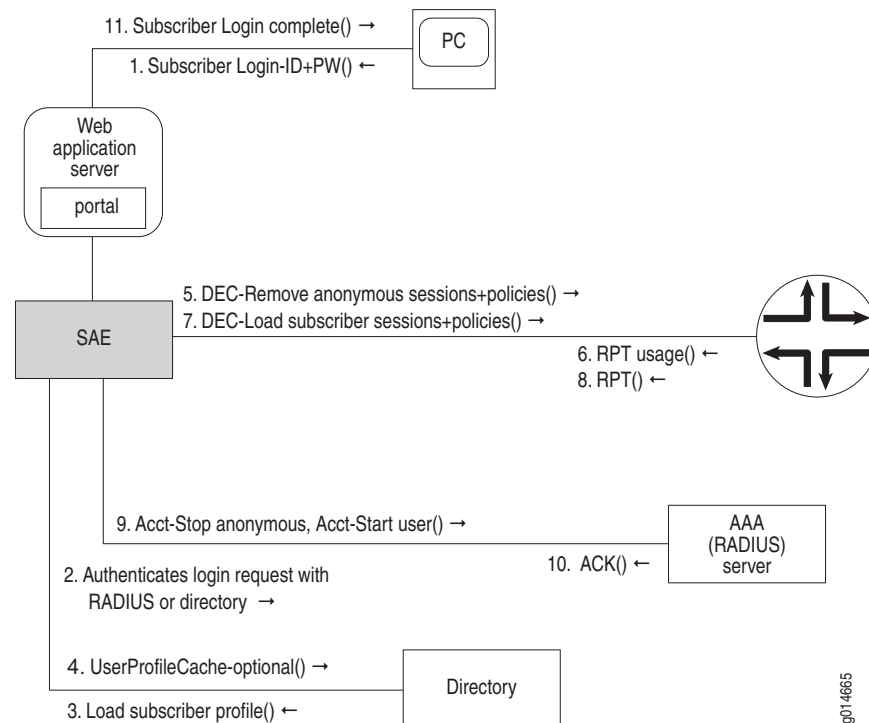 11. Subscriber Login complete() →
PC
1. Subscriber Login-ID+PW() ←
Web
application
server
portal
5. DEC-Remove anonymous sessions+policies() →
7. DEC-Load subscriber sessions+policies() →
SAE
6. RPT usage() ←
8. RPT() ←
9. Acct-Stop anonymous, Acct-Start user() →
AAA
(RADIUS)
server
10. ACK() ←
2. Authenticates login request with
RADIUS or directory →
4. UserProfileCache-optional() →
Directory
3. Load subscriber profile() ←
g014665